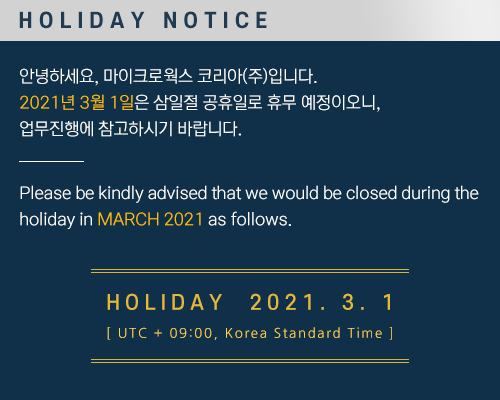 HOLIDAY NOTICE
안녕하세요, 마이크로웍스 코리아(주)입니다.
2021년 3월 1일은 삼일절 공휴일로 휴무 예정이오니,
업무진행에 참고하시기 바랍니다.
Please be kindly advised that we would be closed during the
holiday in MARCH 2021 as follows.
HOLIDAY 2021. 3. 1
[ UTC + 09:00, Korea Standard Time ]